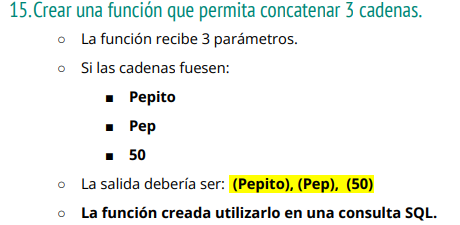 15.Crear una función que permita concatenar 3 cadenas.
○ La función recibe 3 parámetros.
○ Si las cadenas fuesen:
■ Pepito
■ Pep
■ 50
○ La salida debería ser: (Pepito), (Pep), (50)
○ La función creada utilizarlo en una consulta SQL.